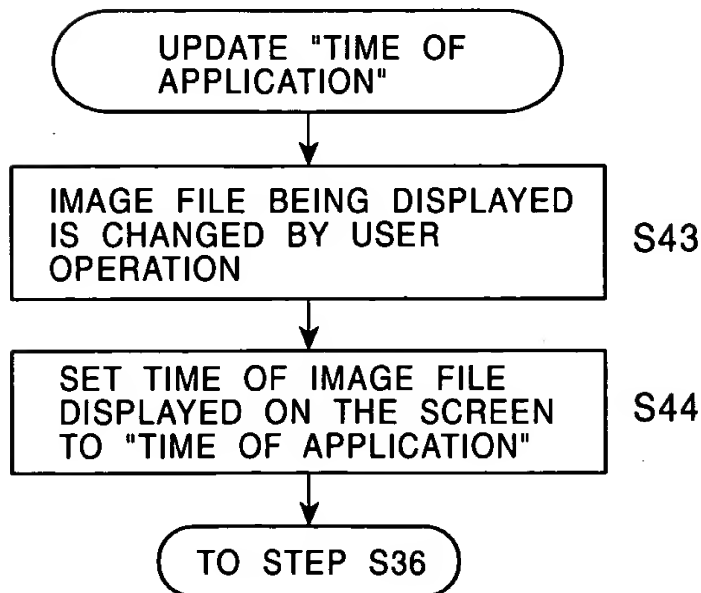 UPDATE "TIME OF
APPLICATION"
IMAGE FILE BEING DISPLAYED
IS CHANGED BY USER
OPERATION
S43
SET TIME OF IMAGE FILE
DISPLAYED ON THE SCREEN
TO "TIME OF APPLICATION"
S44
TO STEP S36